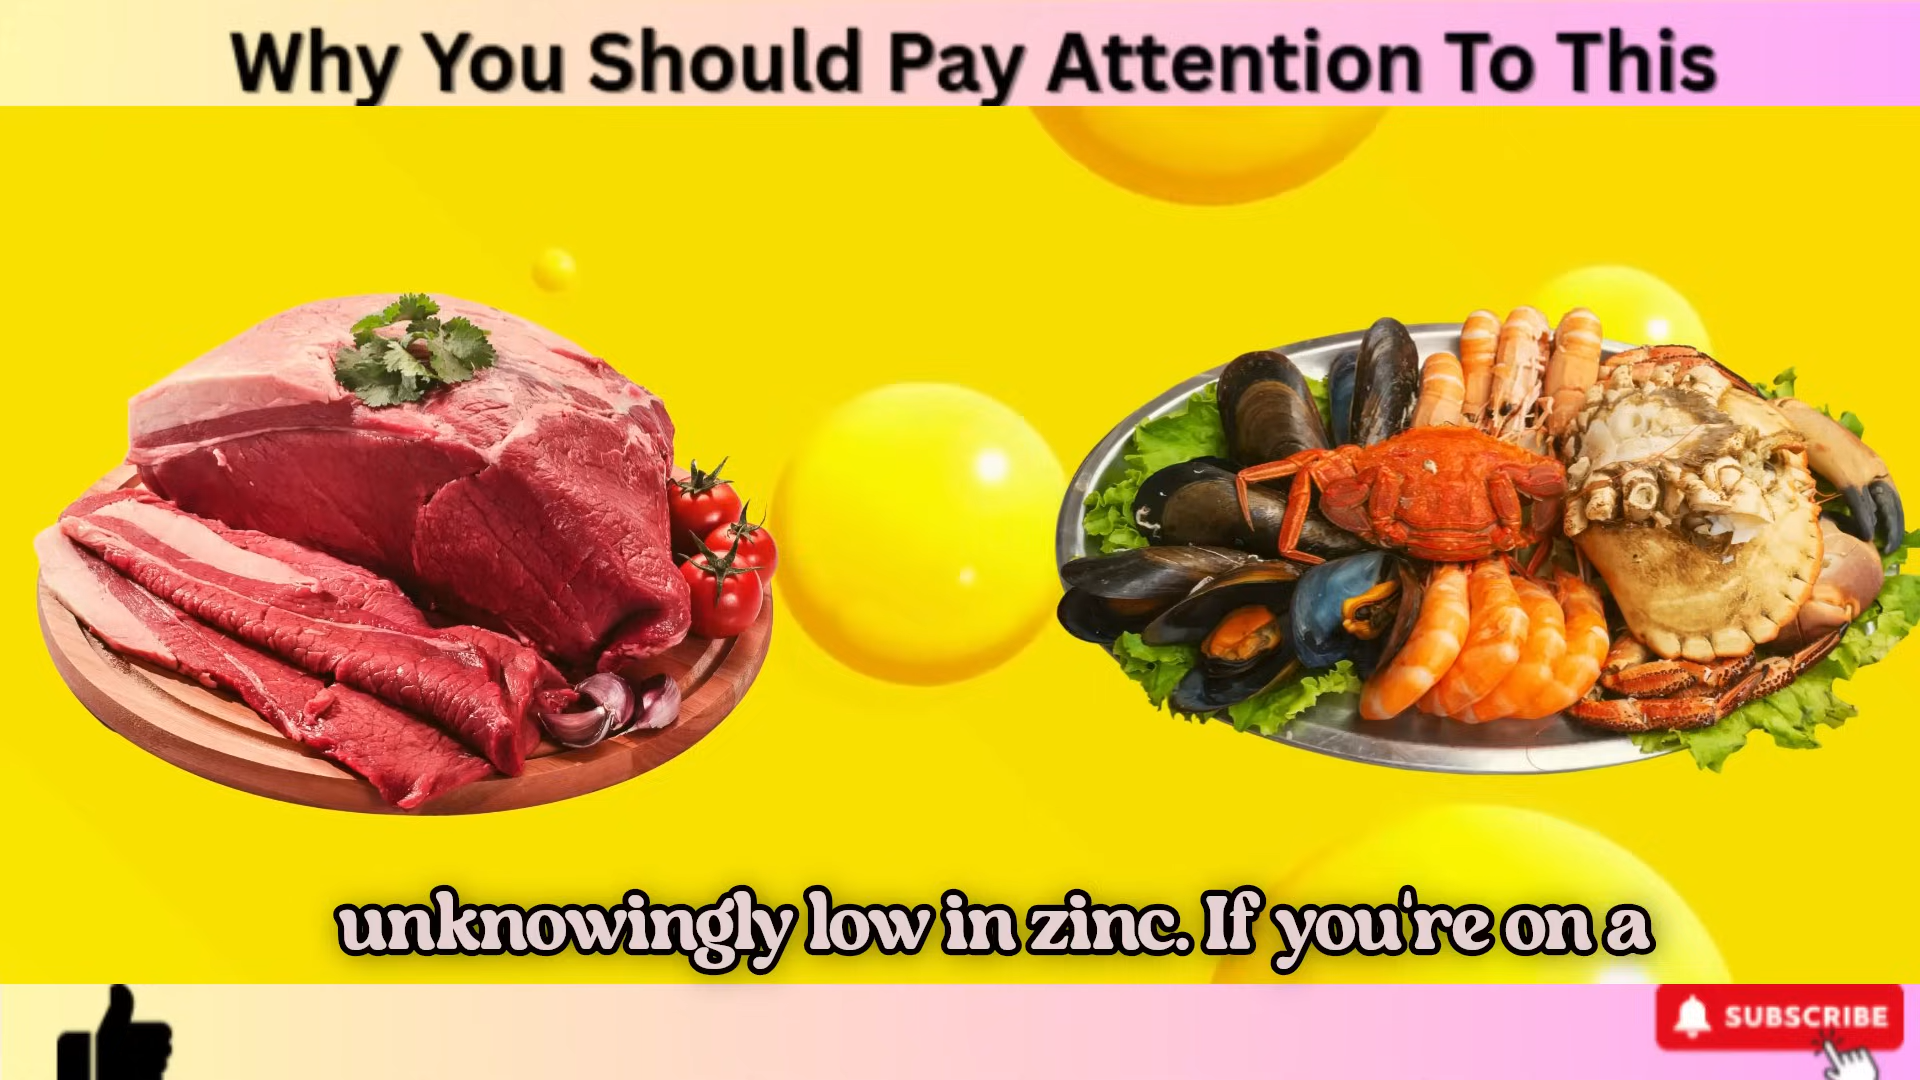 Why You Should Pay Attention To This
unknowingly low in zinc. If you're on a
SUBSCRIBE